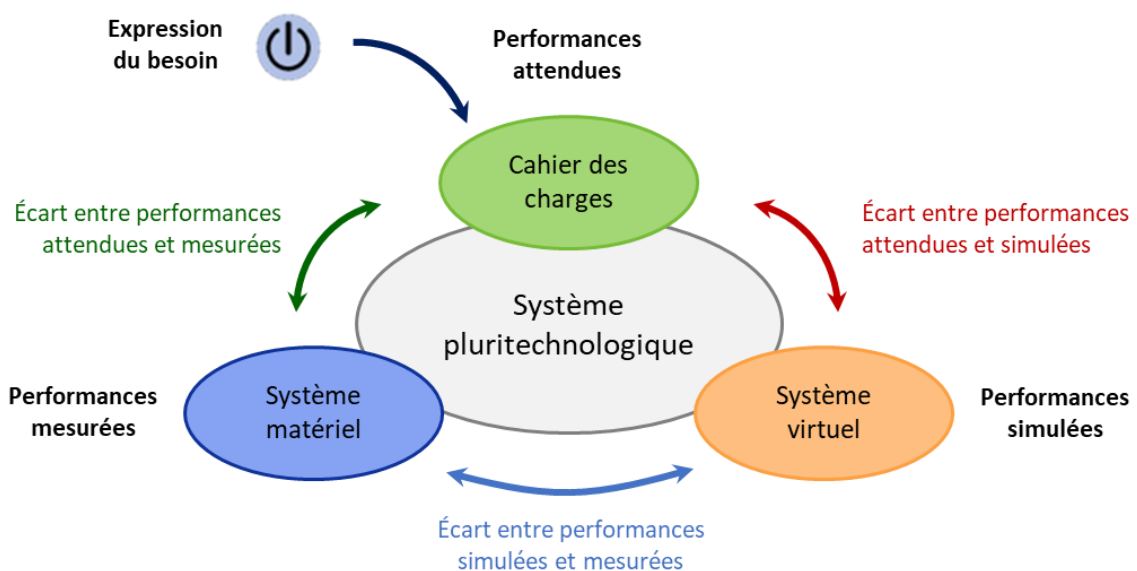 Expression
du besoin
Performances
attendues
Cahier des
charges
Écart entre performances
attendues et mesurées
Écart entre performances
attendues et simulées
Système
pluritechnologique
Performances
mesurées
Système
matériel
Système
virtuel
Performances
simulées
Écart entre performances
simulées et mesurées